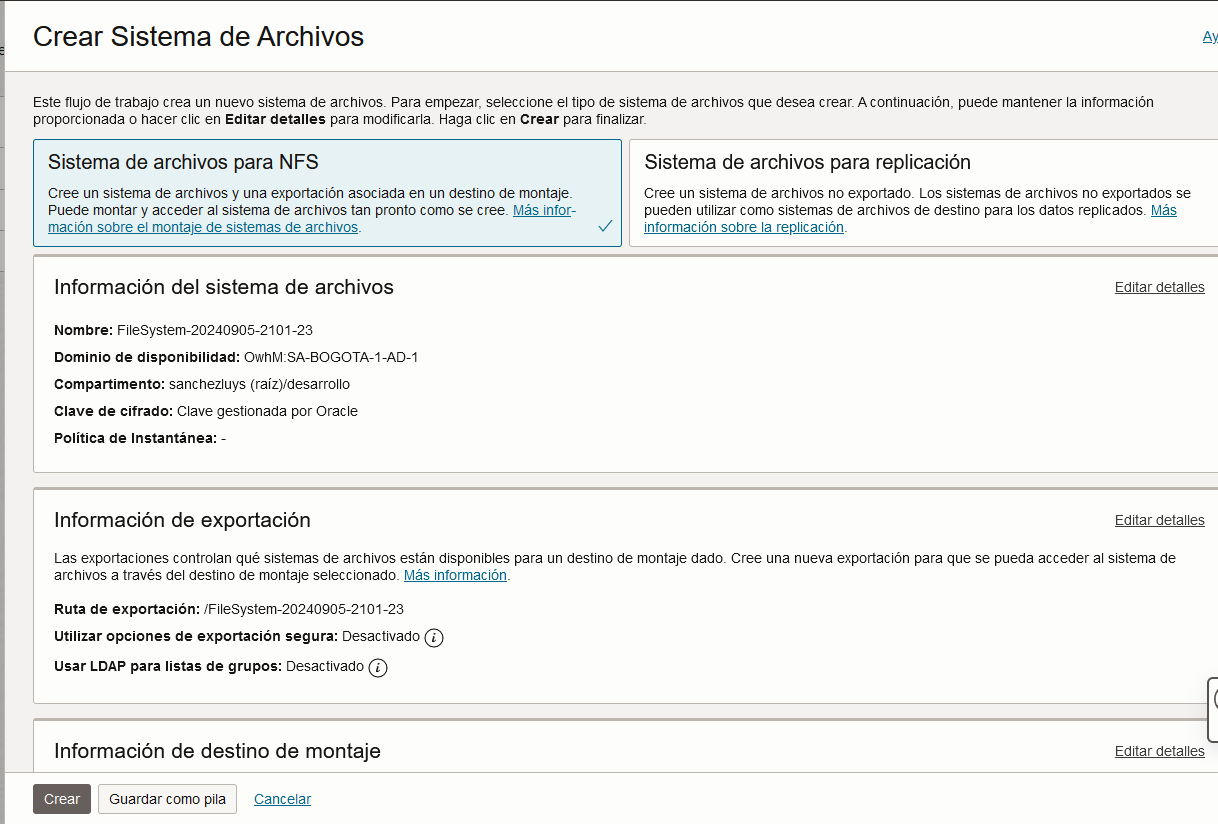 Crear Sistema de Archivos
Ay
Este flujo de trabajo crea un nuevo sistema de archivos. Para empezar, seleccione el tipo de sistema de archivos que desea crear. A continuación, puede mantener la información
proporcionada o hacer clic en Editar detalles para modificarla. Haga clic en Crear para finalizar.
Sistema de archivos para NFS
Cree un sistema de archivos y una exportación asociada en un destino de montaje.
Puede montar y acceder al sistema de archivos tan pronto como se cree. Más infor-
mación sobre el montaje de sistemas de archivos.
Sistema de archivos para replicación
Cree un sistema de archivos no exportado. Los sistemas de archivos no exportados se
pueden utilizar como sistemas de archivos de destino para los datos replicados. Más
información sobre la replicación.
Información del sistema de archivos
Editar detalles
Nombre: FileSystem-20240905-2101-23
Dominio de disponibilidad: OwhM:SA-BOGOTA-1-AD-1
Compartimento: sanchezluys (raíz)/desarrollo
Clave de cifrado: Clave gestionada por Oracle
Política de Instantánea: -
Información de exportación
Editar detalles
Las exportaciones controlan qué sistemas de archivos están disponibles para un destino de montaje dado. Cree una nueva exportación para que se pueda acceder al sistema de
archivos a través del destino de montaje seleccionado. Más información.
Ruta de exportación: /FileSystem-20240905-2101-23
Utilizar opciones de exportación segura: Desactivado
Usar LDAP para listas de grupos: Desactivado
Información de destino de montaje
Editar detalles
Crear
Guardar como pila
Cancelar